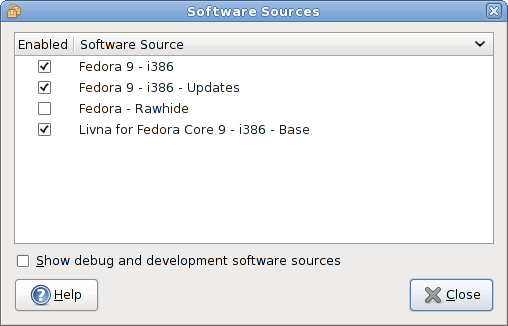 Software Sources
Enabled Software Source
Fedora 9 - i386
Fedora 9 - i386 - Updates
Fedora - Rawhide
Livna for Fedora Core 9 - i386 - Base
Show debug and development software sources
Help Close